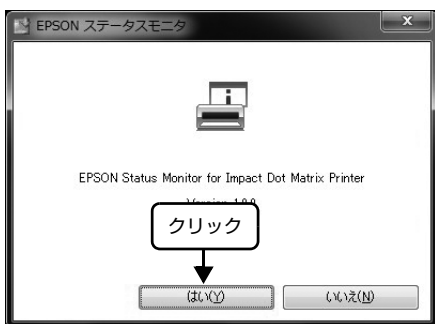 EPSON ステータスモニタ
x
i
EPSON Status Monitor for Impact Dot Matrix Printer
クリック
はい(Y)
いいえ(N)